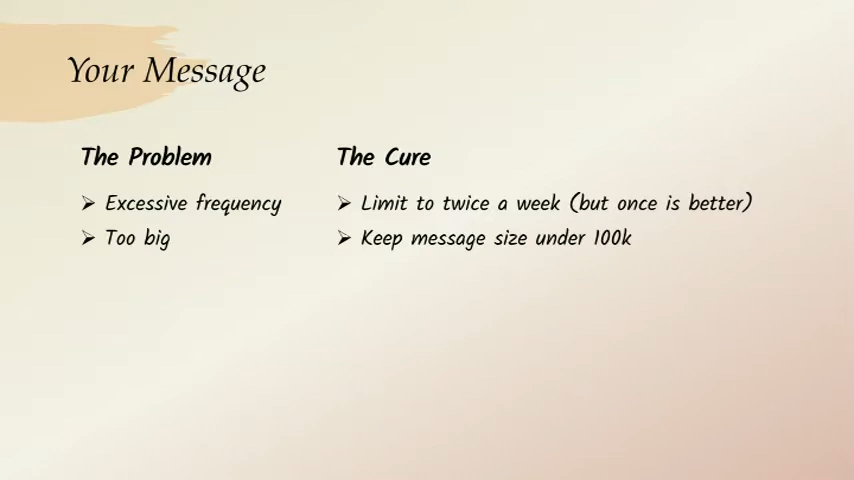 Your Message
The Problem
➢ Excessive frequency
➢ Too big
The Cure
➢ Limit to twice a week (but once is better)
➢ Keep message size under 100k